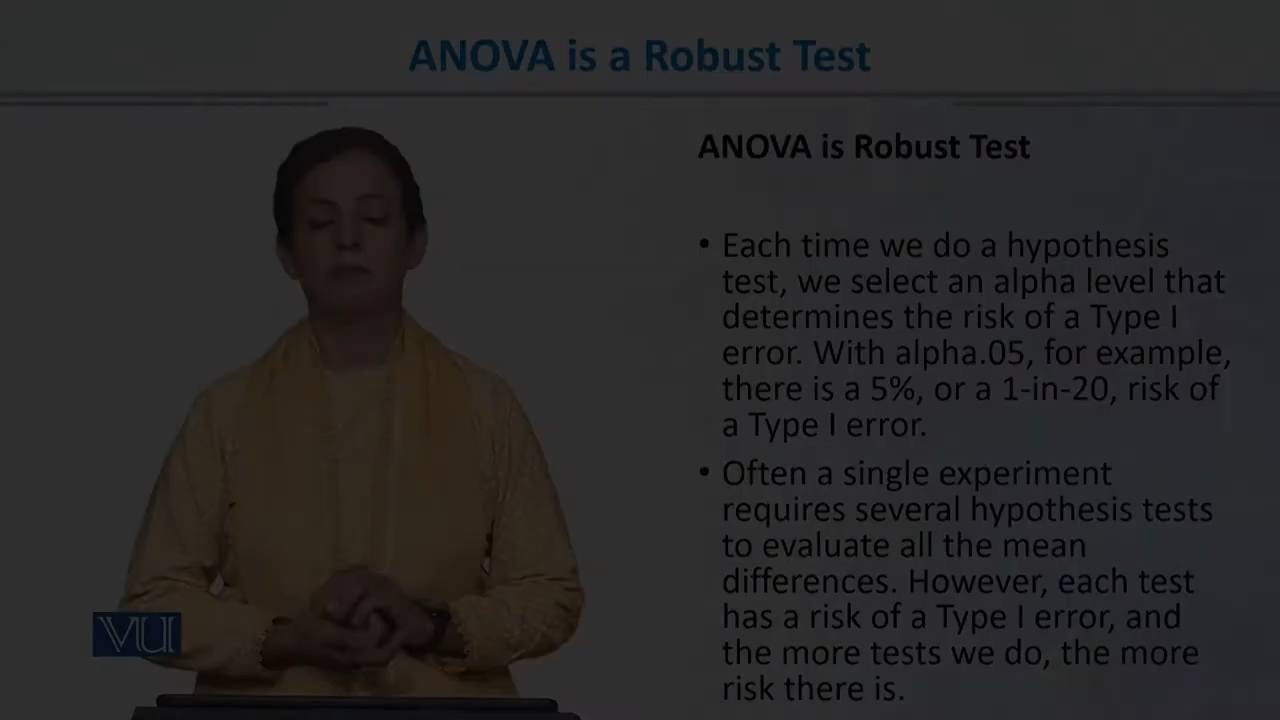 ANOVA is a Robust Test
ANOVA is Robust Test
• Each time we do a hypothesis
test, we select an alpha level that
determines the risk of a Type I
error. With alpha.05, for example,
there is a 5%, or a 1-in-20, risk of
a Type I error.
• Often a single experiment
requires several hypothesis tests
to evaluate all the mean
differences. However, each test
has a risk of a Type I error, and
the more tests we do, the more
risk there is.
VU